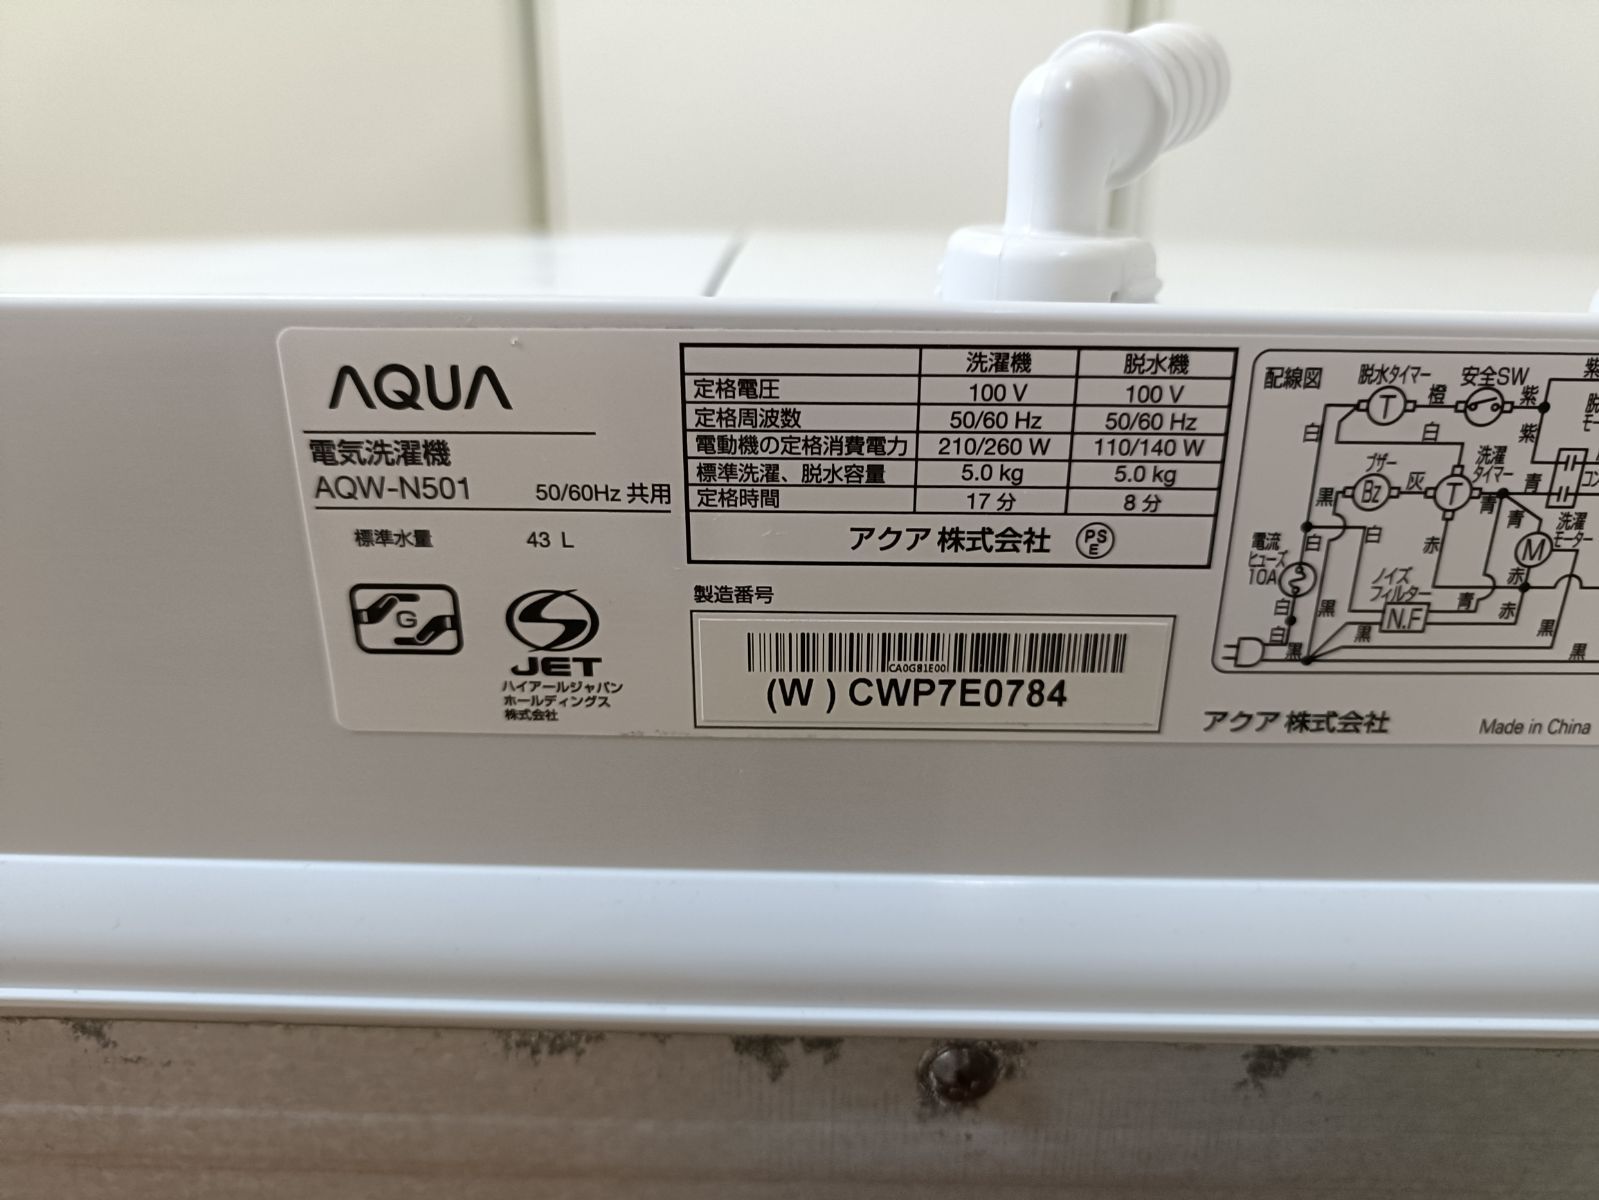 AQUA
電気洗濯機
AQW-N501 50/60Hz 共用
標準水量 43 L
G
JET
ハイアールジャパン
ホールディングス
株式会社
洗濯機 脱水機
定格電圧 100 V 100 V
定格周波数 50/60 Hz 50/60 Hz
電動機の定格消費電力 210/260 W 110/140 W
標準洗濯、脱水容量 5.0 kg 5.0 kg
定格時間 17 分 8 分
アクア 株式会社 PS E
製造番号
CA0G81E00
(W ) CWP7E0784
配線図
脱水タイマー
安全SW
紫
T
橙
紫
白
白
紫
ブザー
洗濯
タイマー
黒
Bz
灰
T
青
青
青
洗濯
モーター
白
白
赤
M
電流
ヒューズ
10A
ノイズ
フィルター
赤
白
黒
N.F
青
赤
白
黒
黒
黒
黒
アクア 株式会社
Made in China